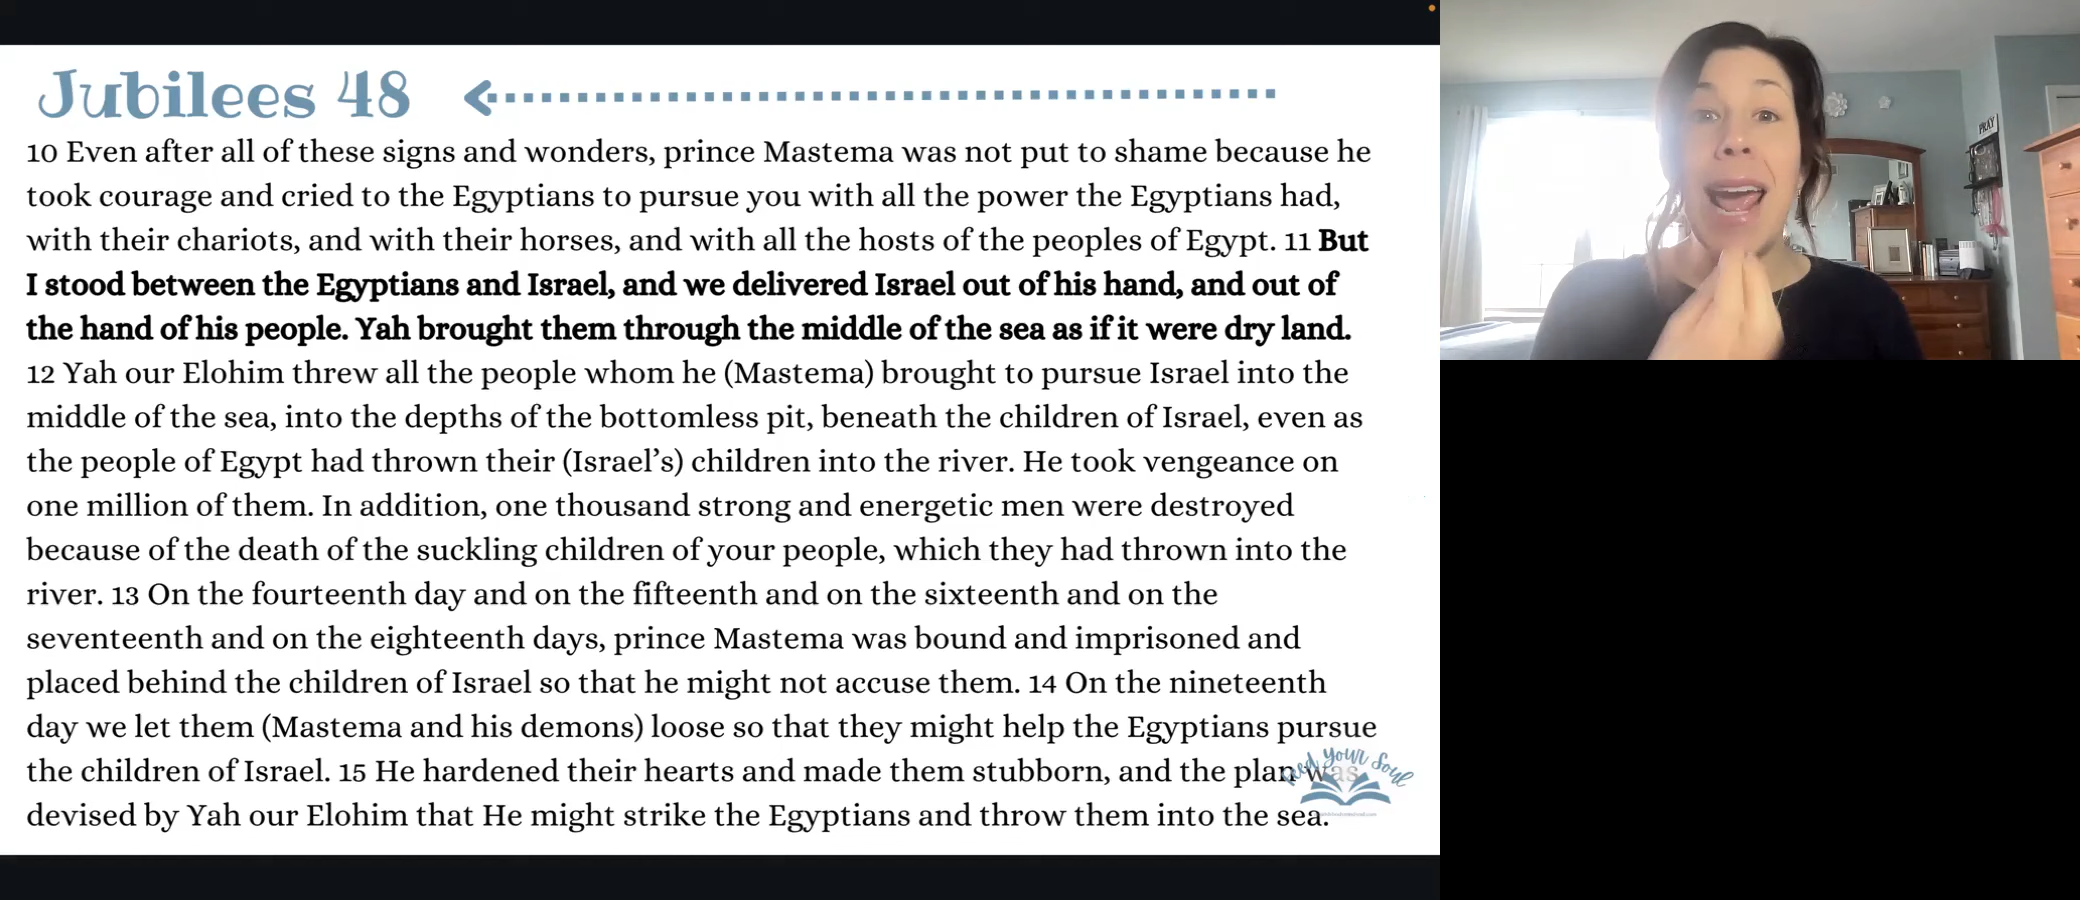 Jubilees 48
10 Even after all of these signs and wonders, prince Mastema was not put to shame because he
took courage and cried to the Egyptians to pursue you with all the power the Egyptians had,
with their chariots, and with their horses, and with all the hosts of the peoples of Egypt. 11 But
I stood between the Egyptians and Israel, and we delivered Israel out of his hand, and out of
the hand of his people. Yah brought them through the middle of the sea as if it were dry land.
12 Yah our Elohim threw all the people whom he (Mastema) brought to pursue Israel into the
middle of the sea, into the depths of the bottomless pit, beneath the children of Israel, even as
the people of Egypt had thrown their (Israel’s) children into the river. He took vengeance on
one million of them. In addition, one thousand strong and energetic men were destroyed
because of the death of the suckling children of your people, which they had thrown into the
river. 13 On the fourteenth day and on the fifteenth and on the sixteenth and on the
seventeenth and on the eighteenth days, prince Mastema was bound and imprisoned and
placed behind the children of Israel so that he might not accuse them. 14 On the nineteenth
day we let them (Mastema and his demons) loose so that they might help the Egyptians pursue
the children of Israel. 15 He hardened their hearts and made them stubborn, and the plan was
devised by Yah our Elohim that He might strike the Egyptians and throw them into the sea.
Feed Your Soul
PRAY